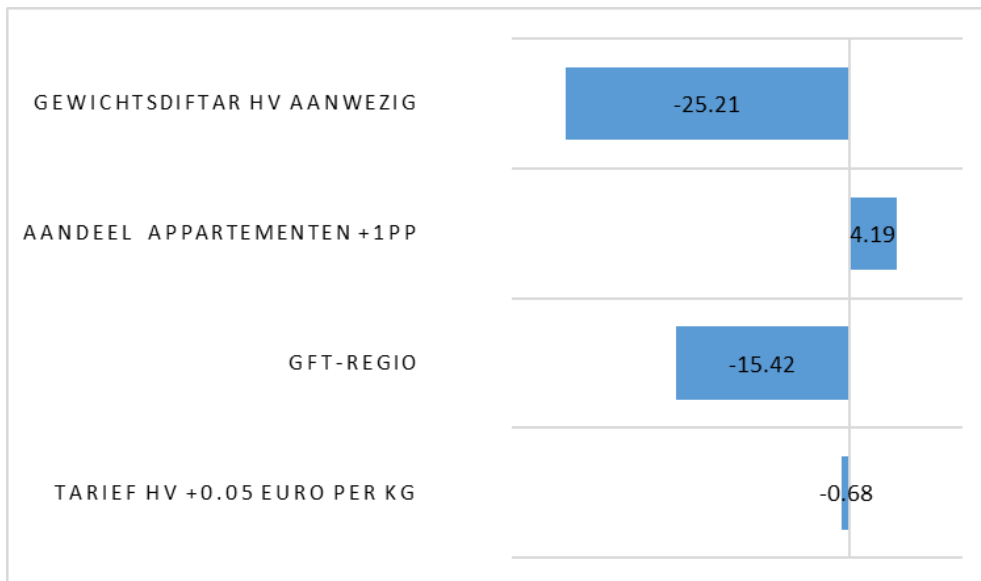 GEWICHTSDIFTAR HV AANWEZIG
-25.21
AANDEEL APPARTEMENTEN +1PP
4.19
GFT-REGIO
-15.42
TARIEF HV +0.05 EURO PER KG
-0.68